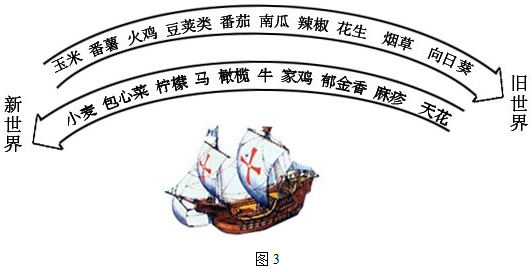 玉米 番薯 火鸡 豆荚类 番茄 南瓜 辣椒 花生 烟草 向日葵
新世界
小麦 包心菜 柠檬 马 橄榄 牛 家鸡 郁金香 麻疹 天花
旧世界
图3